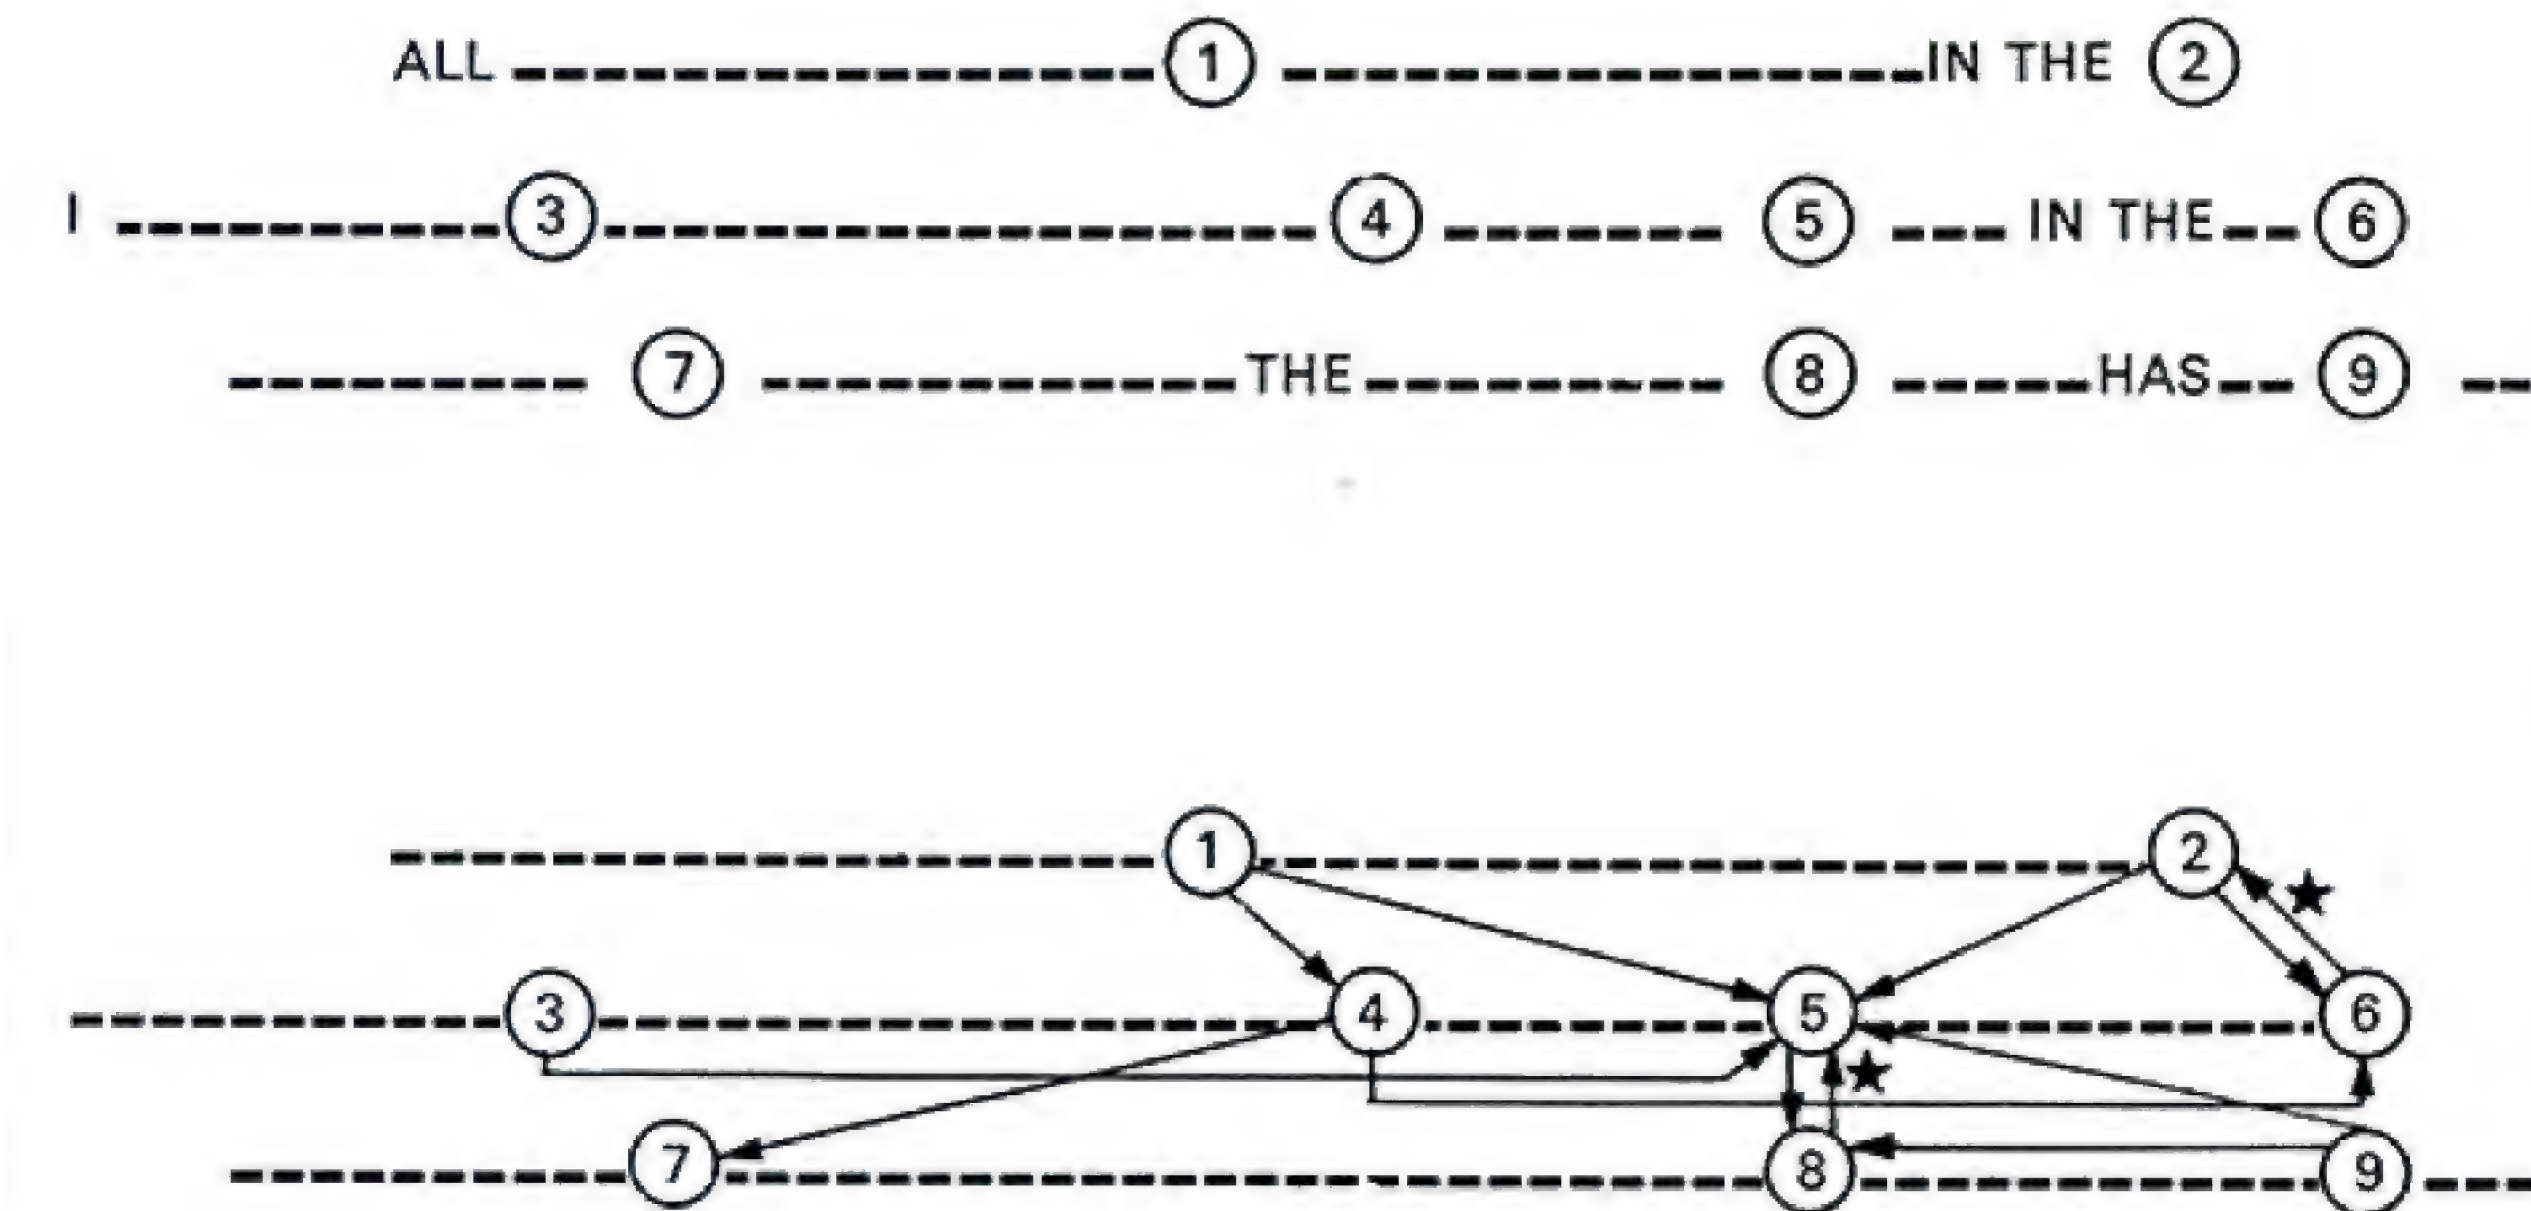 ALL 1 IN THE 2
I 3 4 5 IN THE 6
7 THE 8 HAS 9
1 2
3 4 5 6
7 8 9